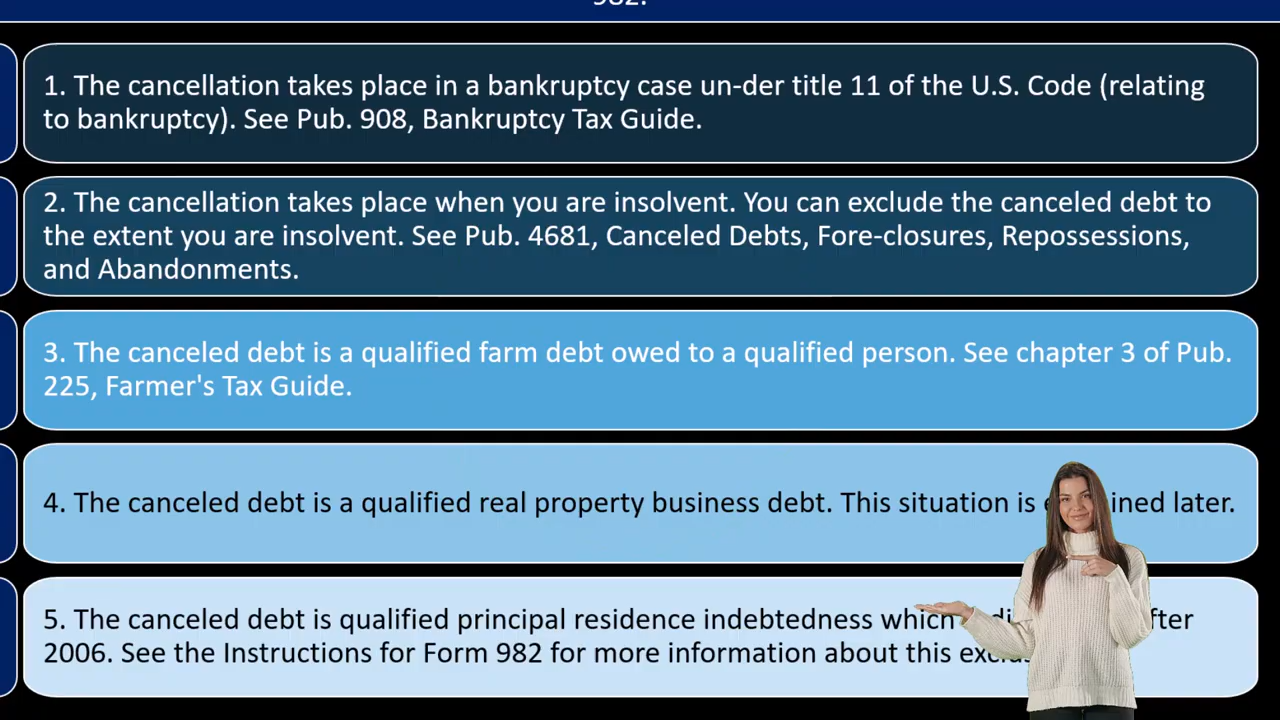 982.
1. The cancellation takes place in a bankruptcy case un-der title 11 of the U.S. Code (relating
to bankruptcy). See Pub. 908, Bankruptcy Tax Guide.
2. The cancellation takes place when you are insolvent. You can exclude the canceled debt to
the extent you are insolvent. See Pub. 4681, Canceled Debts, Fore-closures, Repossessions,
and Abandonments.
3. The canceled debt is a qualified farm debt owed to a qualified person. See chapter 3 of Pub.
225, Farmer's Tax Guide.
4. The canceled debt is a qualified real property business debt. This situation is later.
5. The canceled debt is qualified principal residence indebtedness which
2006. See the Instructions for Form 982 for more information about this